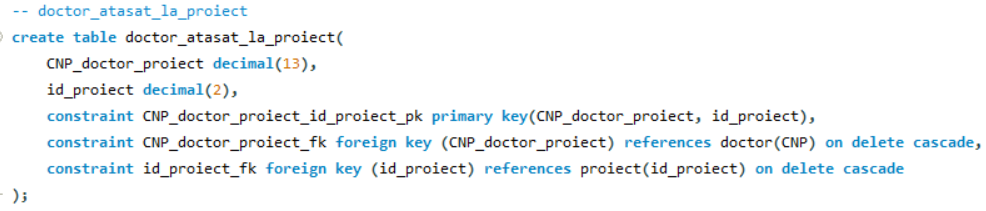 -- doctor_atasat_la_proiect
create table doctor_atasat_la_proiect(
    CNP_doctor_proiect decimal(13),
    id_proiect decimal(2),
    constraint CNP_doctor_proiect_id_proiect_pk primary key(CNP_doctor_proiect, id_proiect),
    constraint CNP_doctor_proiect_fk foreign key (CNP_doctor_proiect) references doctor(CNP) on delete cascade,
    constraint id_proiect_fk foreign key (id_proiect) references proiect(id_proiect) on delete cascade
);